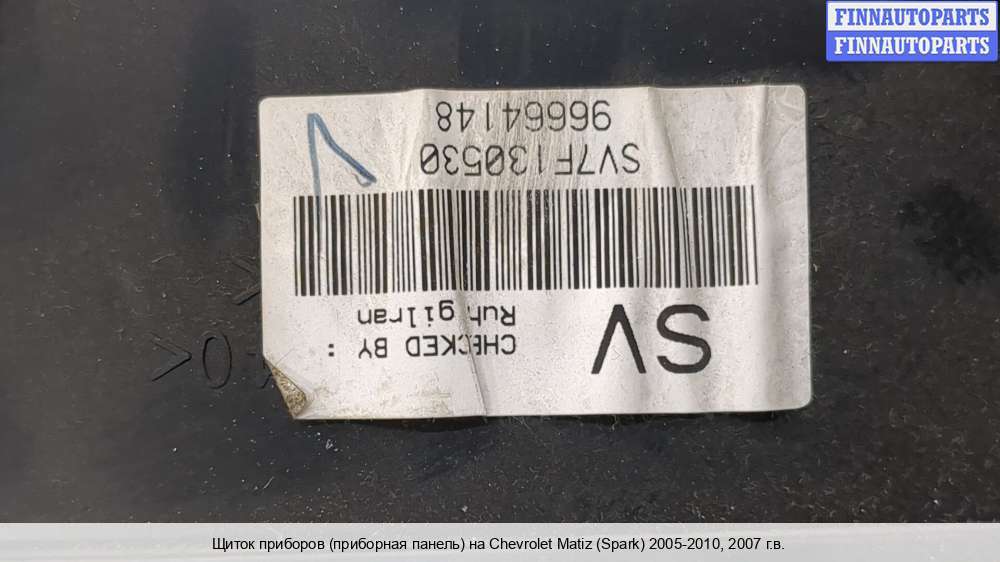 FINNAUTOPARTS
FINNAUTOPARTS
SV
CHECKED BY :
Ruh gilran
SV7F130530
96664148
Щиток приборов (приборная панель) на Chevrolet Matiz (Spark) 2005-2010, 2007 г.в.